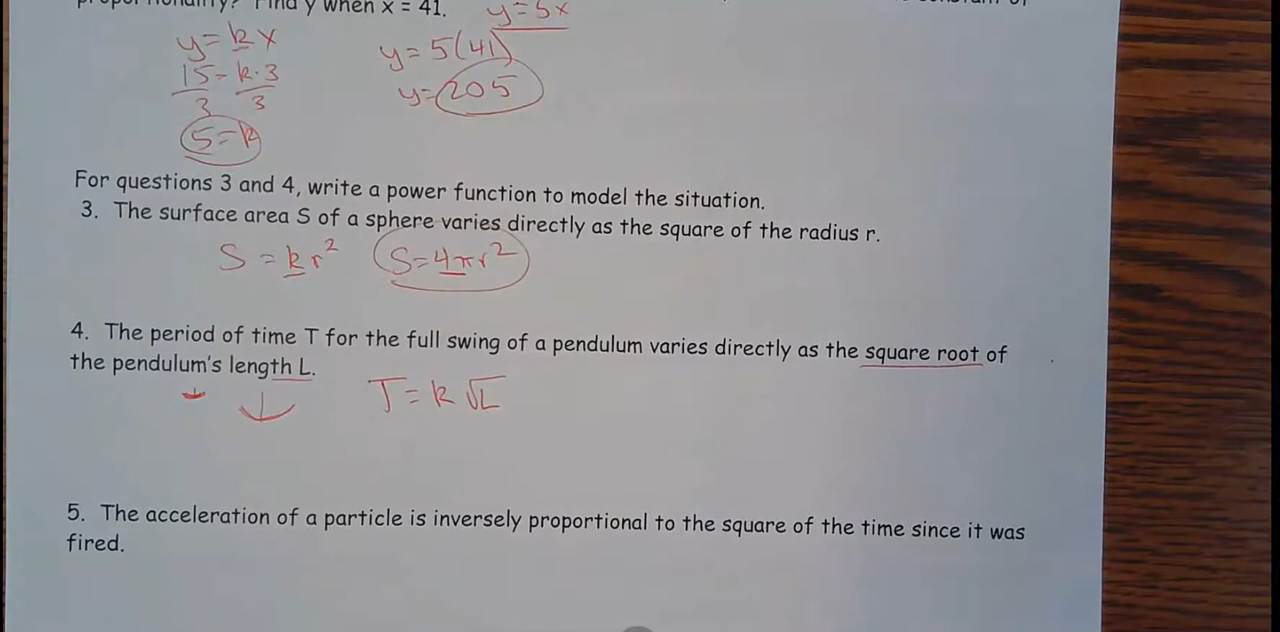 proportionality? Find y when x = 41.
y=5x
y=kx
15=k·3
3 3
5=k
y=5(41)
y=205
For questions 3 and 4, write a power function to model the situation.
3. The surface area S of a sphere varies directly as the square of the radius r.
S=kr² S=4πr²
4. The period of time T for the full swing of a pendulum varies directly as the square root of
the pendulum's length L.
T=k√L
5. The acceleration of a particle is inversely proportional to the square of the time since it was
fired.